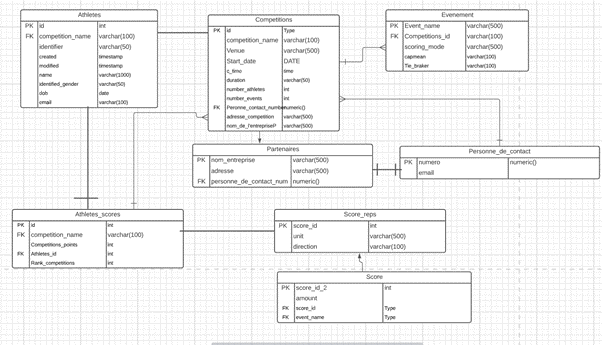 Athletes
PK id int
FK competition_name varchar(100)
identifier varchar(50)
created timestamp
modified timestamp
name varchar(1000)
identified_gender varchar(50)
dob date
email varchar(100)
Competitions
PK id Type
competition_name varchar(100)
Venue varchar(500)
Start_date DATE
c_time time
duration varchar(50)
number_athletes int
number_events int
FK Peronne_contact_number numeric()
adresse_competition varchar(500)
nom_de_l'entrepriseP varchar(500)
Evenement
PK Event_name varchar(500)
FK Competitions_id varchar(100)
scoring_mode varchar(500)
capmean varchar(100)
Tie_braker varchar(100)
Partenaires
PK nom_entreprise varchar(500)
adresse varchar(500)
FK personne_de_contact_num numeric()
Personne_de_contact
PK numero numeric()
email
Athletes_scores
PK id int
FK competition_name varchar(100)
Competitions_points int
FK Athletes_id int
Rank_competitions int
Score_reps
PK score_id int
unit varchar(500)
direction varchar(100)
Score
PK score_id_2 int
amount
FK score_id Type
FK event_name Type